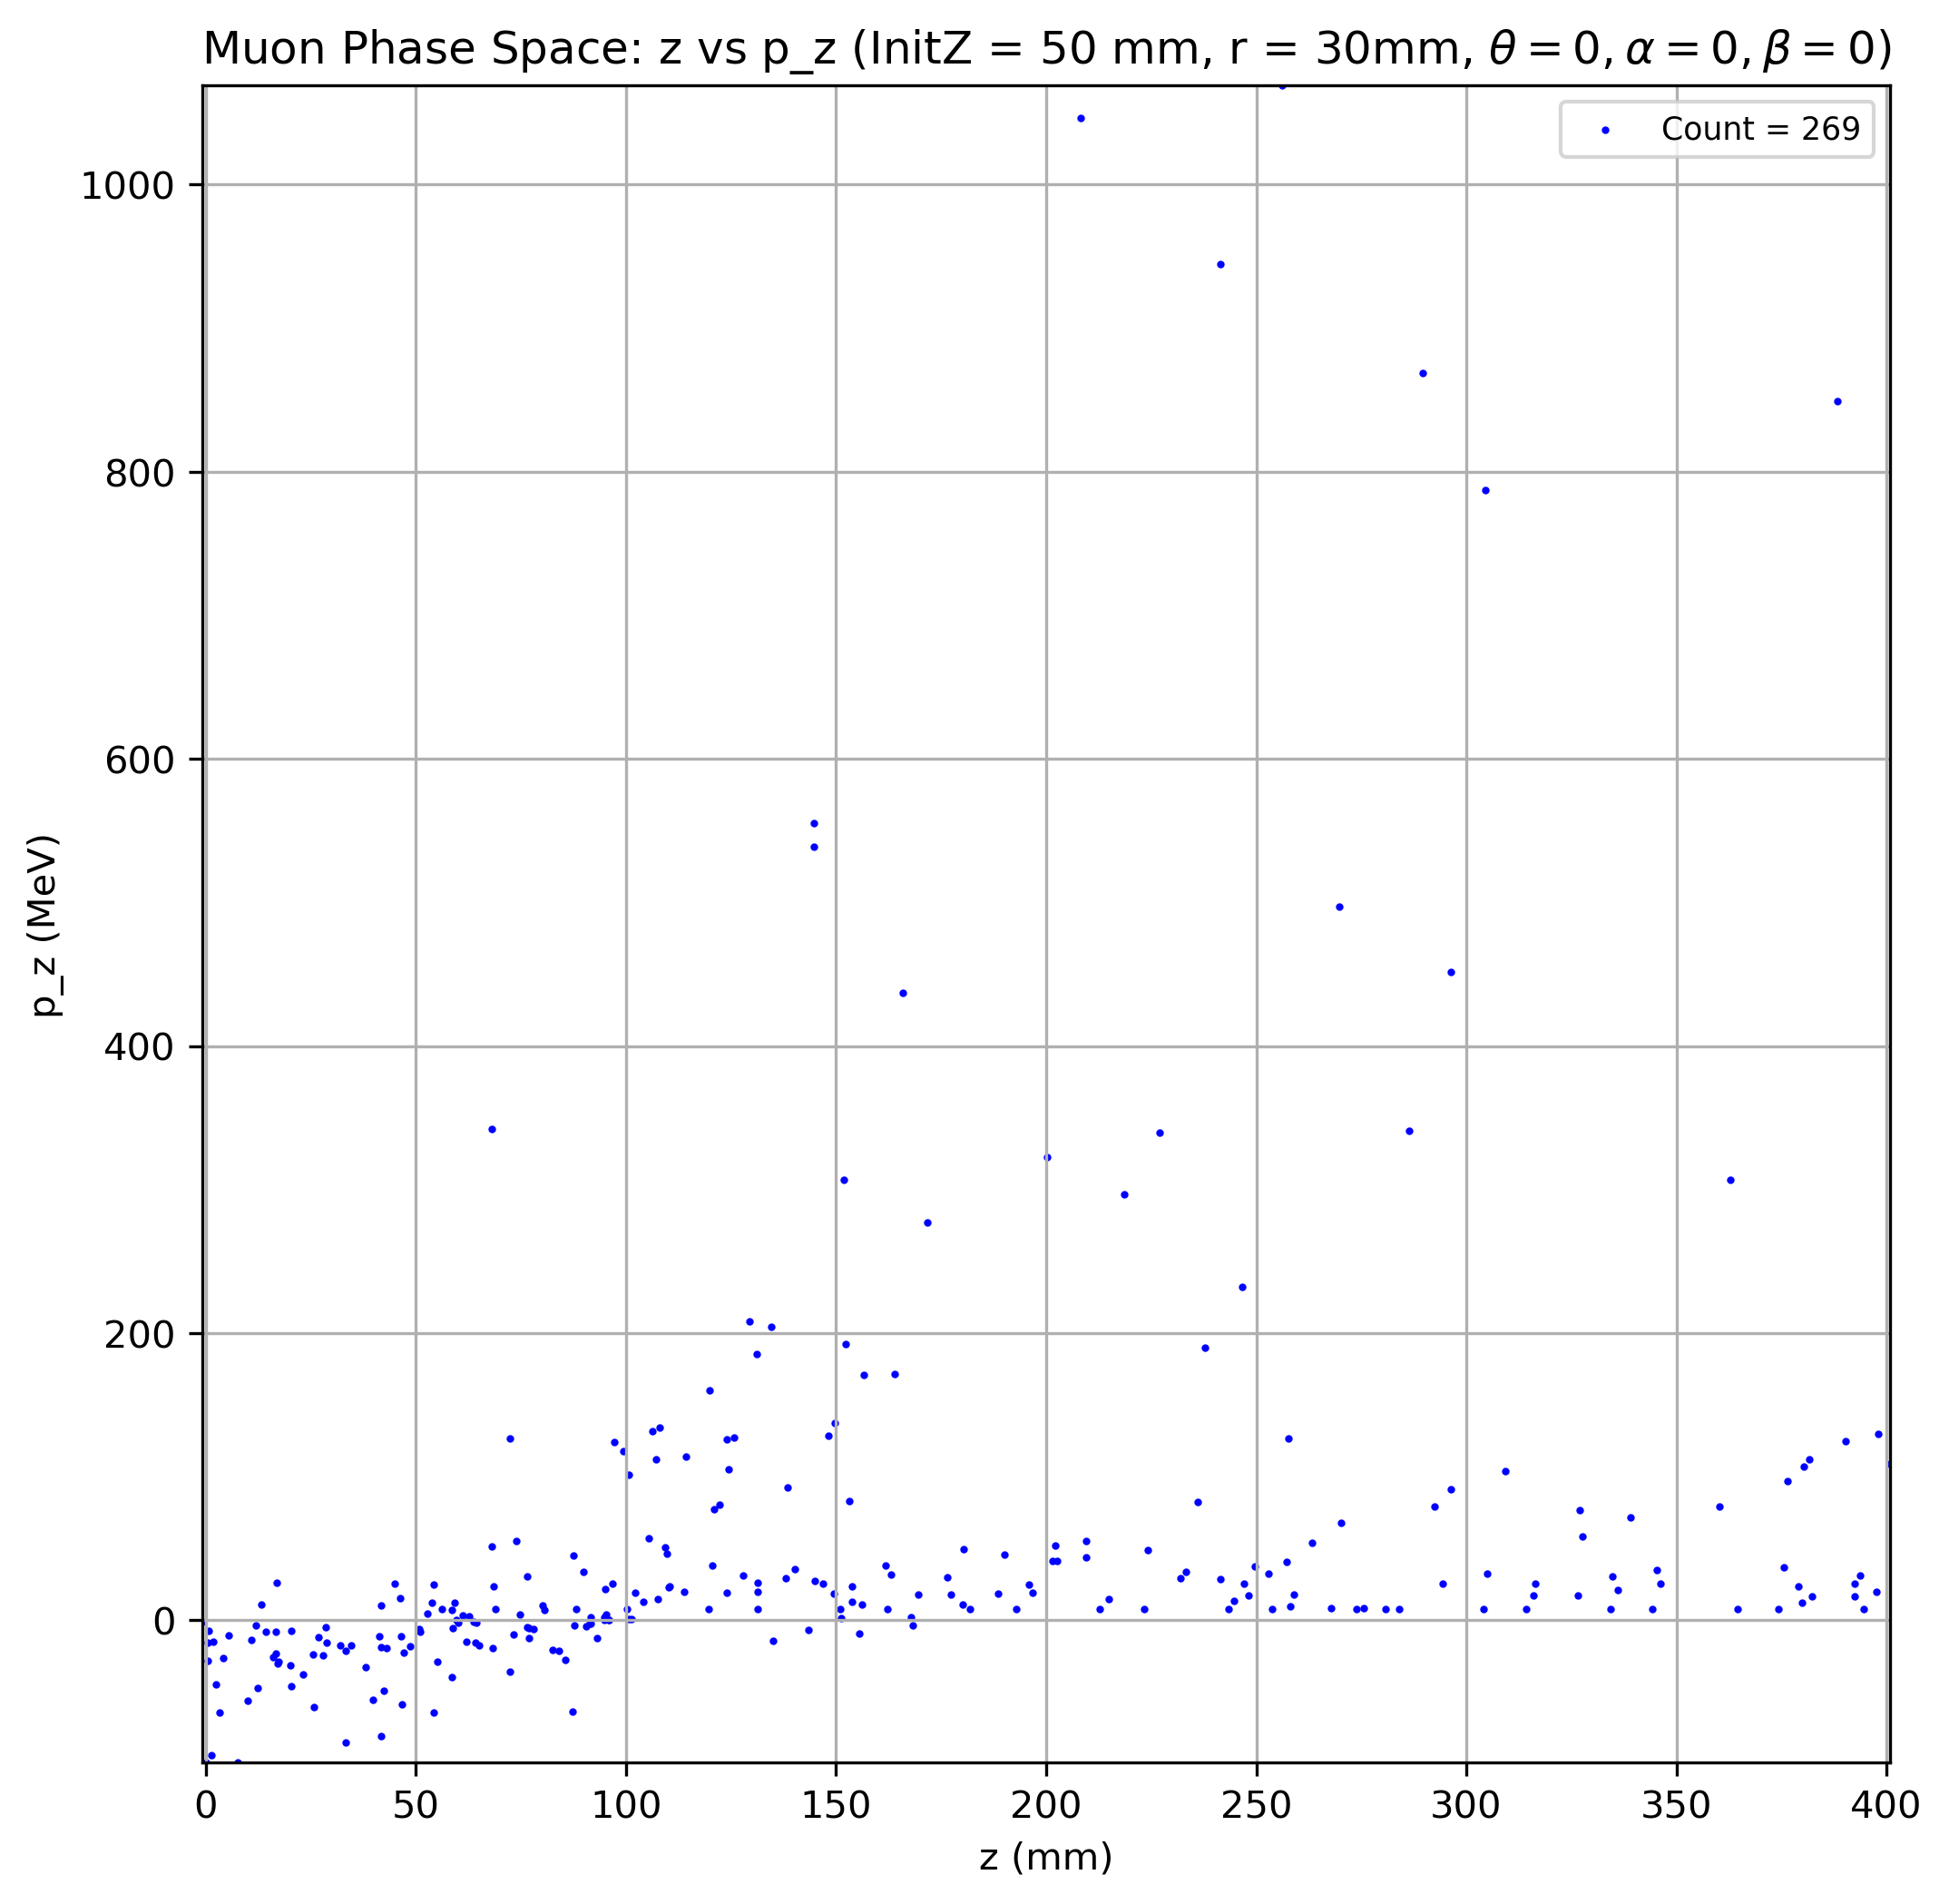 Muon Phase Space: z vs p_z (InitZ = 50 mm, r = 30mm, θ = 0, α = 0, β = 0)
Count = 269
1000
800
600
400
200
0
p_z (MeV)
0 50 100 150 200 250 300 350 400
z (mm)